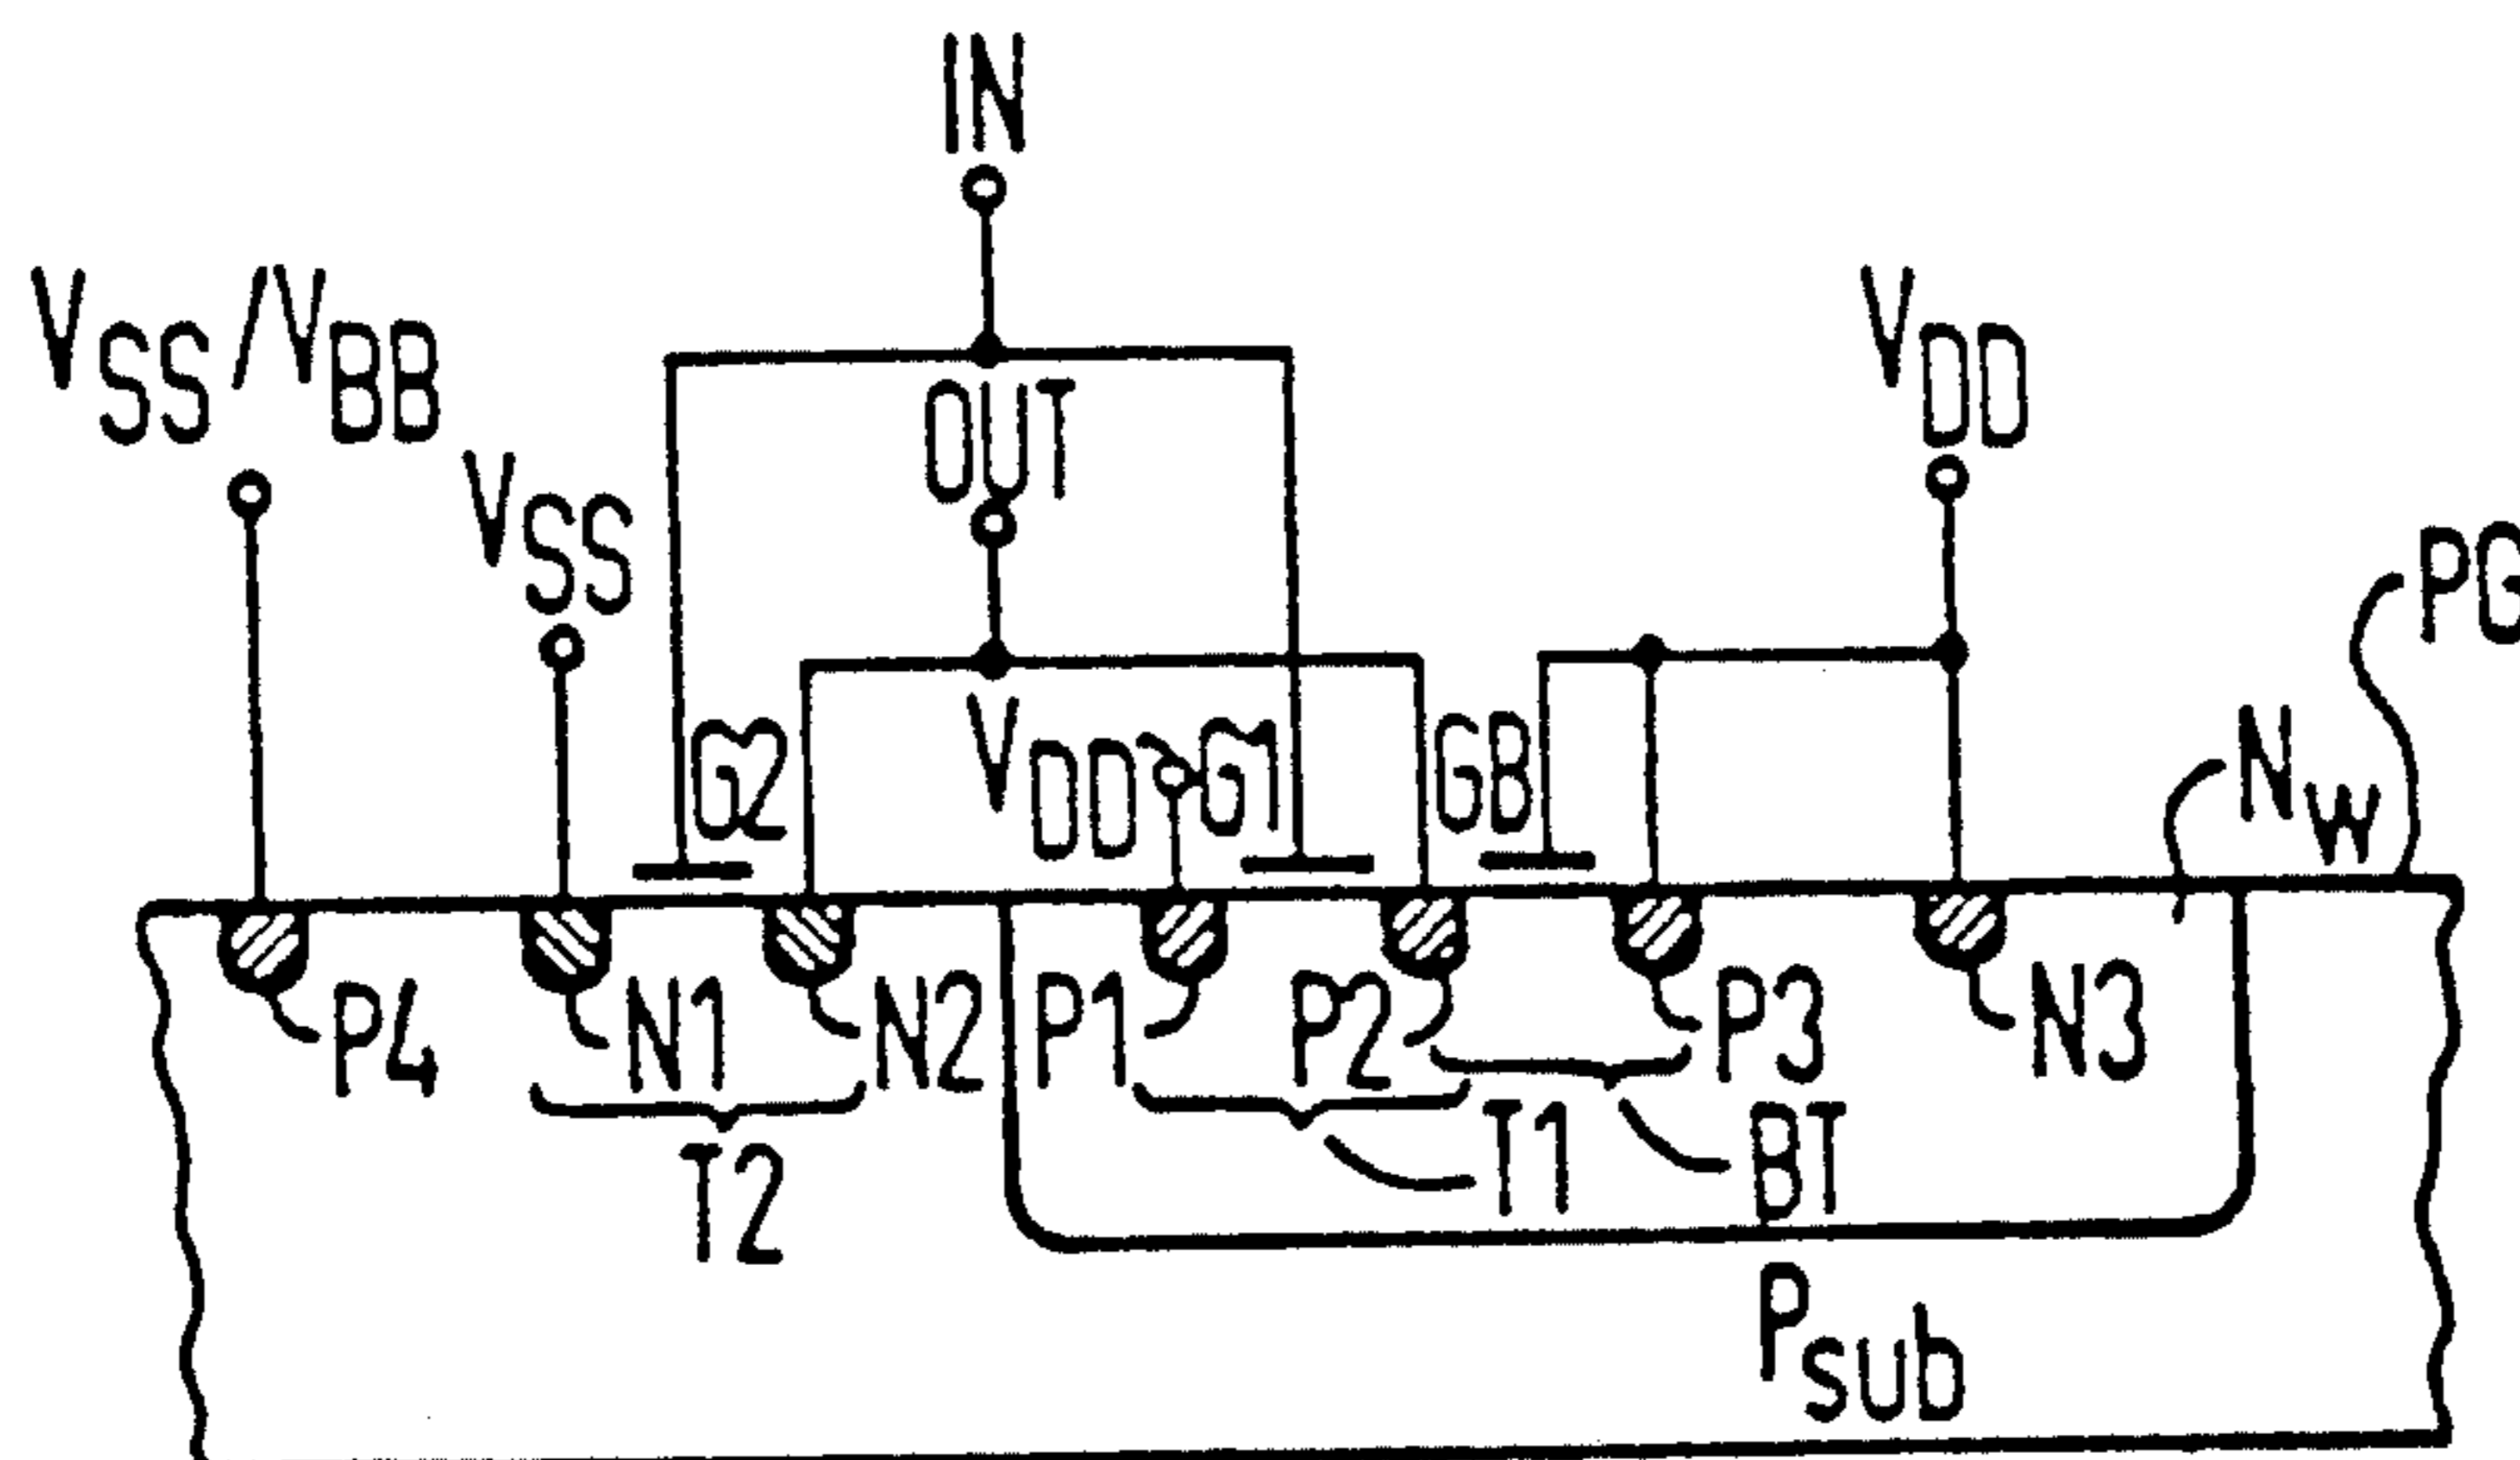 IN
VSS/VBB
VDD
OUT
VSS
PG
NW
G2
VDD
G1
GB
P4
N1
N2
P1
P2
P3
N3
T2
T1
BT
Psub